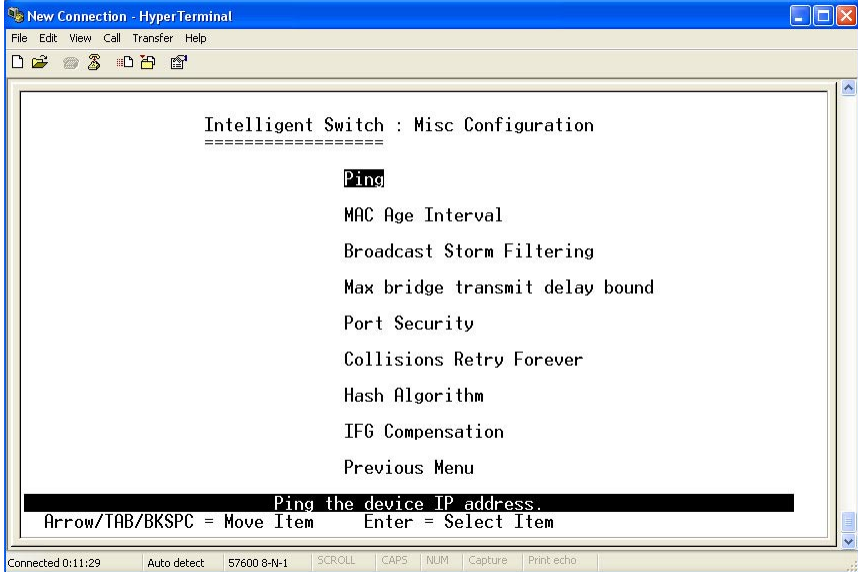 New Connection - HyperTerminal
File Edit View Call Transfer Help
Intelligent Switch : Misc Configuration
==================
Ping
MAC Age Interval
Broadcast Storm Filtering
Max bridge transmit delay bound
Port Security
Collisions Retry Forever
Hash Algorithm
IFG Compensation
Previous Menu
Ping the device IP address.
Arrow/TAB/BKSPC = Move Item Enter = Select Item
Connected 0:11:29 Auto detect 57600 8-N-1 SCROLL CAPS NUM Capture Print echo